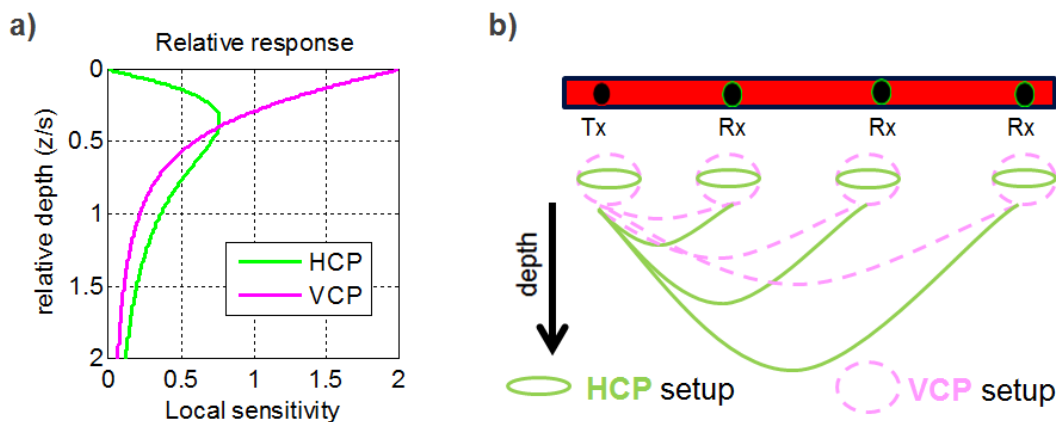 a)
Relative response
relative depth (z/s)
0
0.5
1
1.5
2
HCP
VCP
0 0.5 1 1.5 2
Local sensitivity
b)
Tx Rx Rx Rx
depth
HCP setup
VCP setup